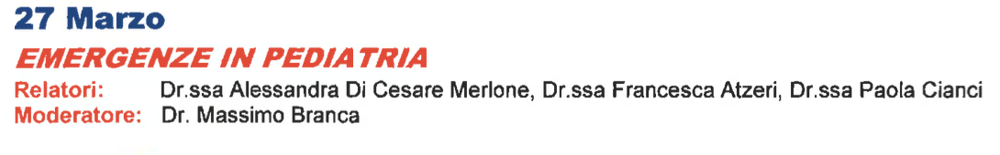 27 Marzo
EMERGENZE IN PEDIATRIA
Relatori: Dr.ssa Alessandra Di Cesare Merlone, Dr.ssa Francesca Atzeri, Dr.ssa Paola Cianci
Moderatore: Dr. Massimo Branca